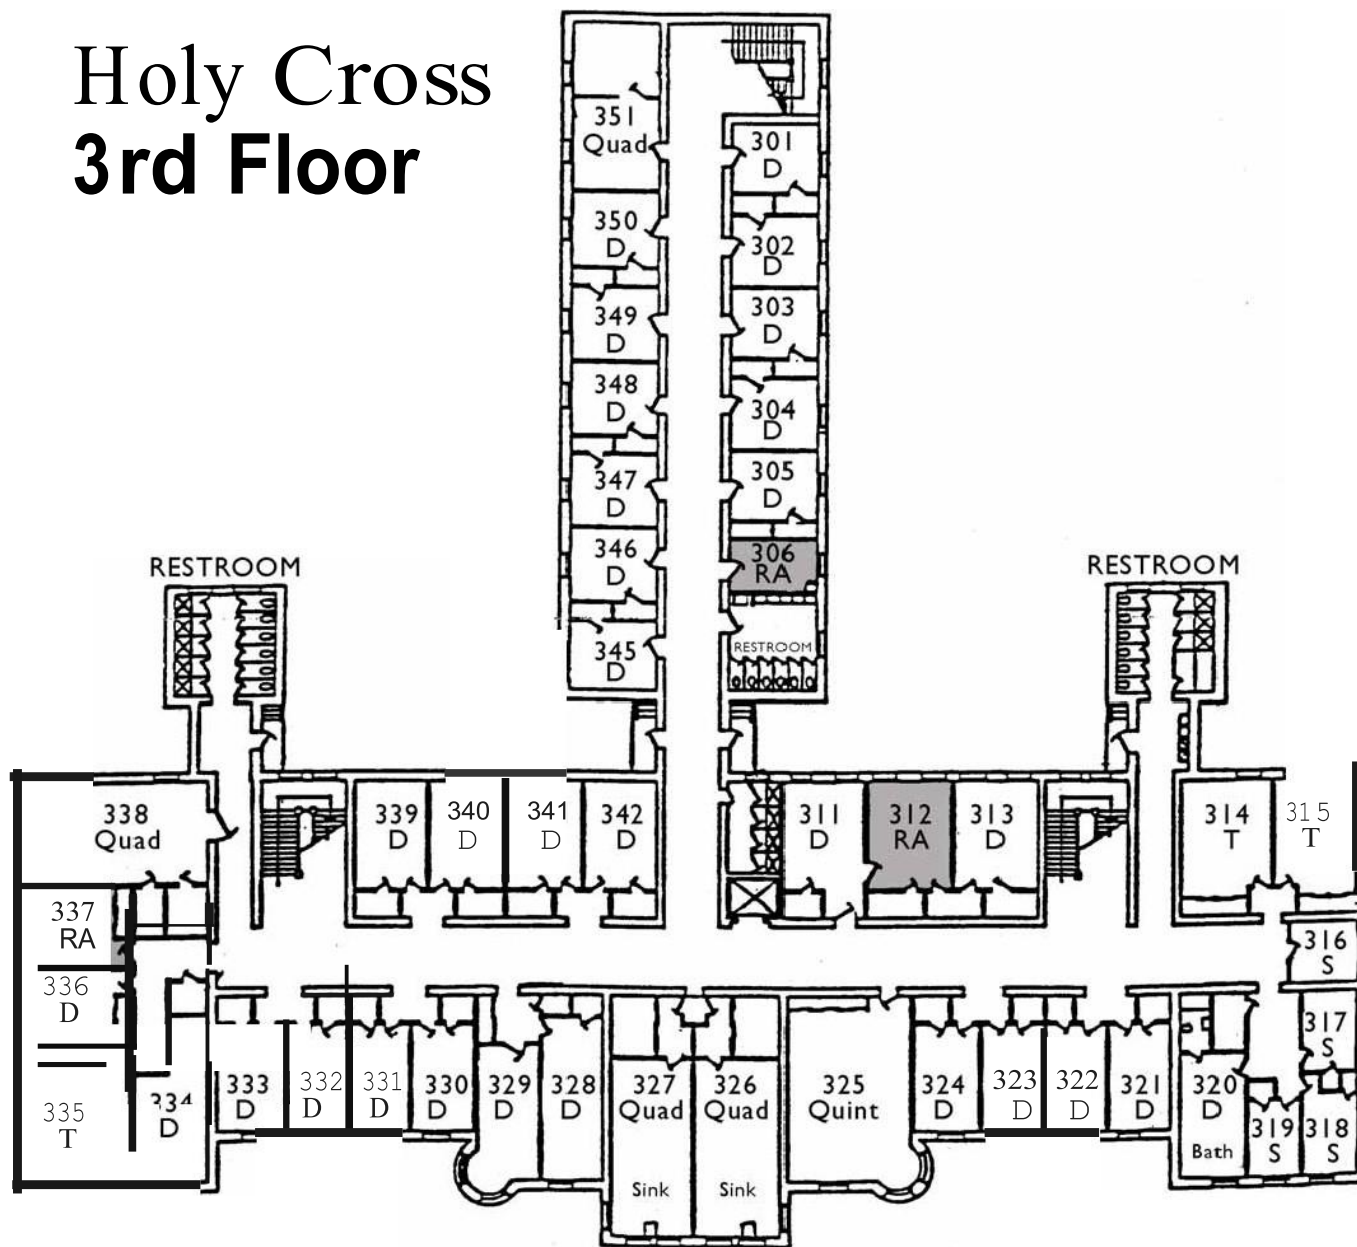 Holy Cross
3rd Floor
351
Quad
301
D
350
D
302
D
349
D
303
D
348
D
304
D
347
D
305
D
346
D
306
RA
345
D
RESTROOM
RESTROOM
RESTROOM
338
Quad
339
D
340
D
341
D
342
D
311
D
312
RA
313
D
314
T
315
T
337
RA
336
D
335
T
334
D
333
D
332
D
331
D
330
D
329
D
328
D
327
Quad
Sink
326
Quad
Sink
325
Quint
324
D
323
D
322
D
321
D
320
D
Bath
316
S
317
S
319
S
318
S